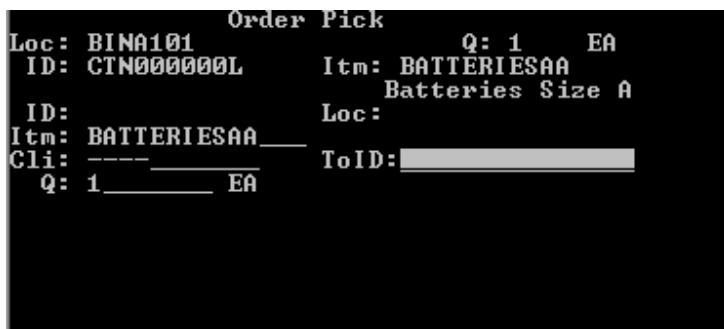 Order Pick
Loc: BINA101 Q: 1 EA
ID: CTN000000L Itm: BATTERIESAA
Batteries Size A
ID: Loc:
Itm: BATTERIESAA___
Cli: ----_______ ToID:
Q: 1_______ EA